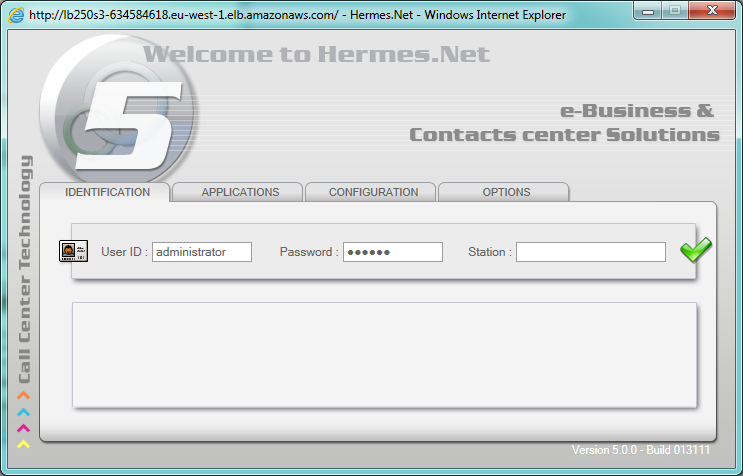 http://lb250s3-634584618.eu-west-1.elb.amazonaws.com/ - Hermes.Net - Windows Internet Explorer
Welcome to Hermes.Net
5
e-Business &
Contacts center Solutions
Call Center Technology
IDENTIFICATION APPLICATIONS CONFIGURATION OPTIONS
User ID : administrator Password : ●●●●●● Station :
Version 5.0.0 - Build 013111